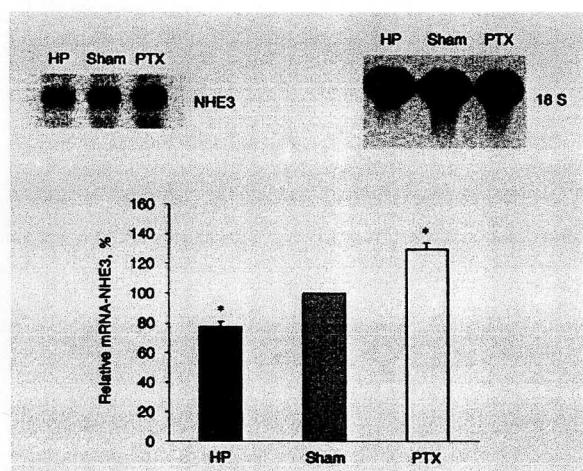 HP Sham PTX
NHE3
HP Sham PTX
18 S
Relative mRNA-NHE3, %
160
140
120
100
80
60
40
20
0
*
*
HP Sham PTX